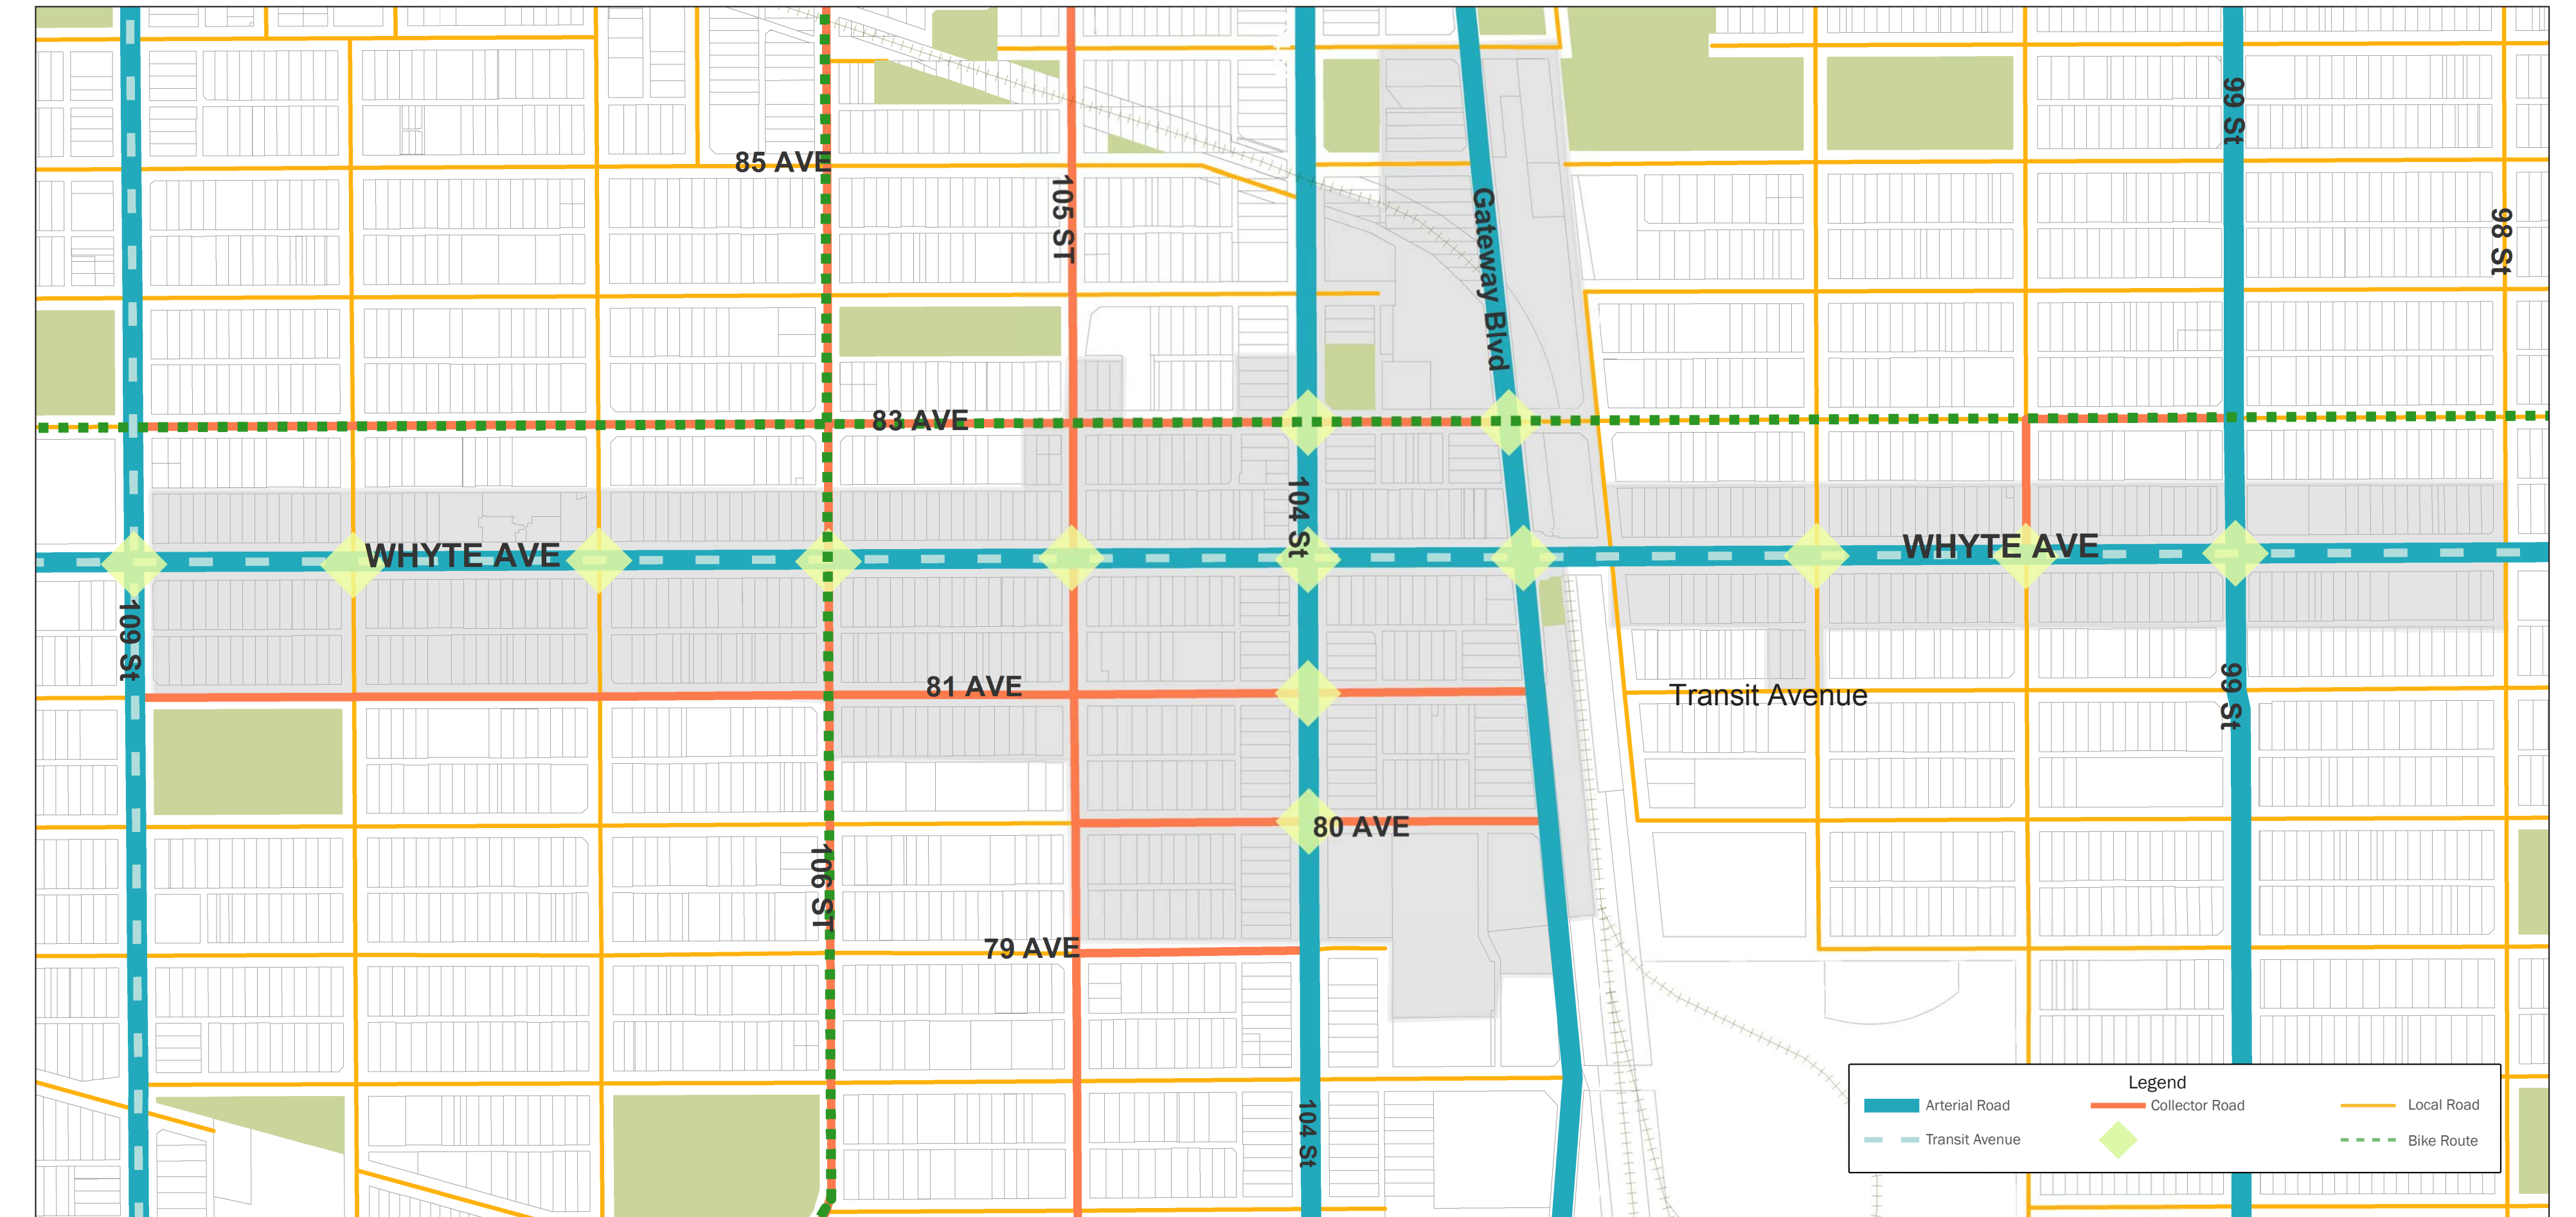 99 St
85 AVE
105 ST
Gateway Blvd
98 St
83 AVE
104 St
WHYTE AVE
WHYTE AVE
109 St
81 AVE
Transit Avenue
99 St
80 AVE
106 ST
79 AVE
104 St
Legend
Arterial Road
Collector Road
Local Road
Transit Avenue
Bike Route